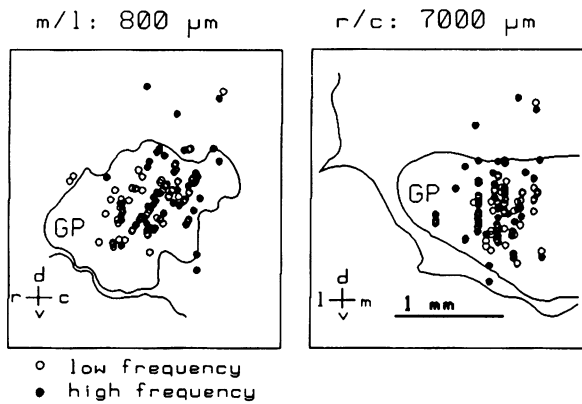 m/l: 800 µm
r/c: 7000 µm
GP
d
r c
v
GP
d
l m
v
1 mm
low frequency
high frequency